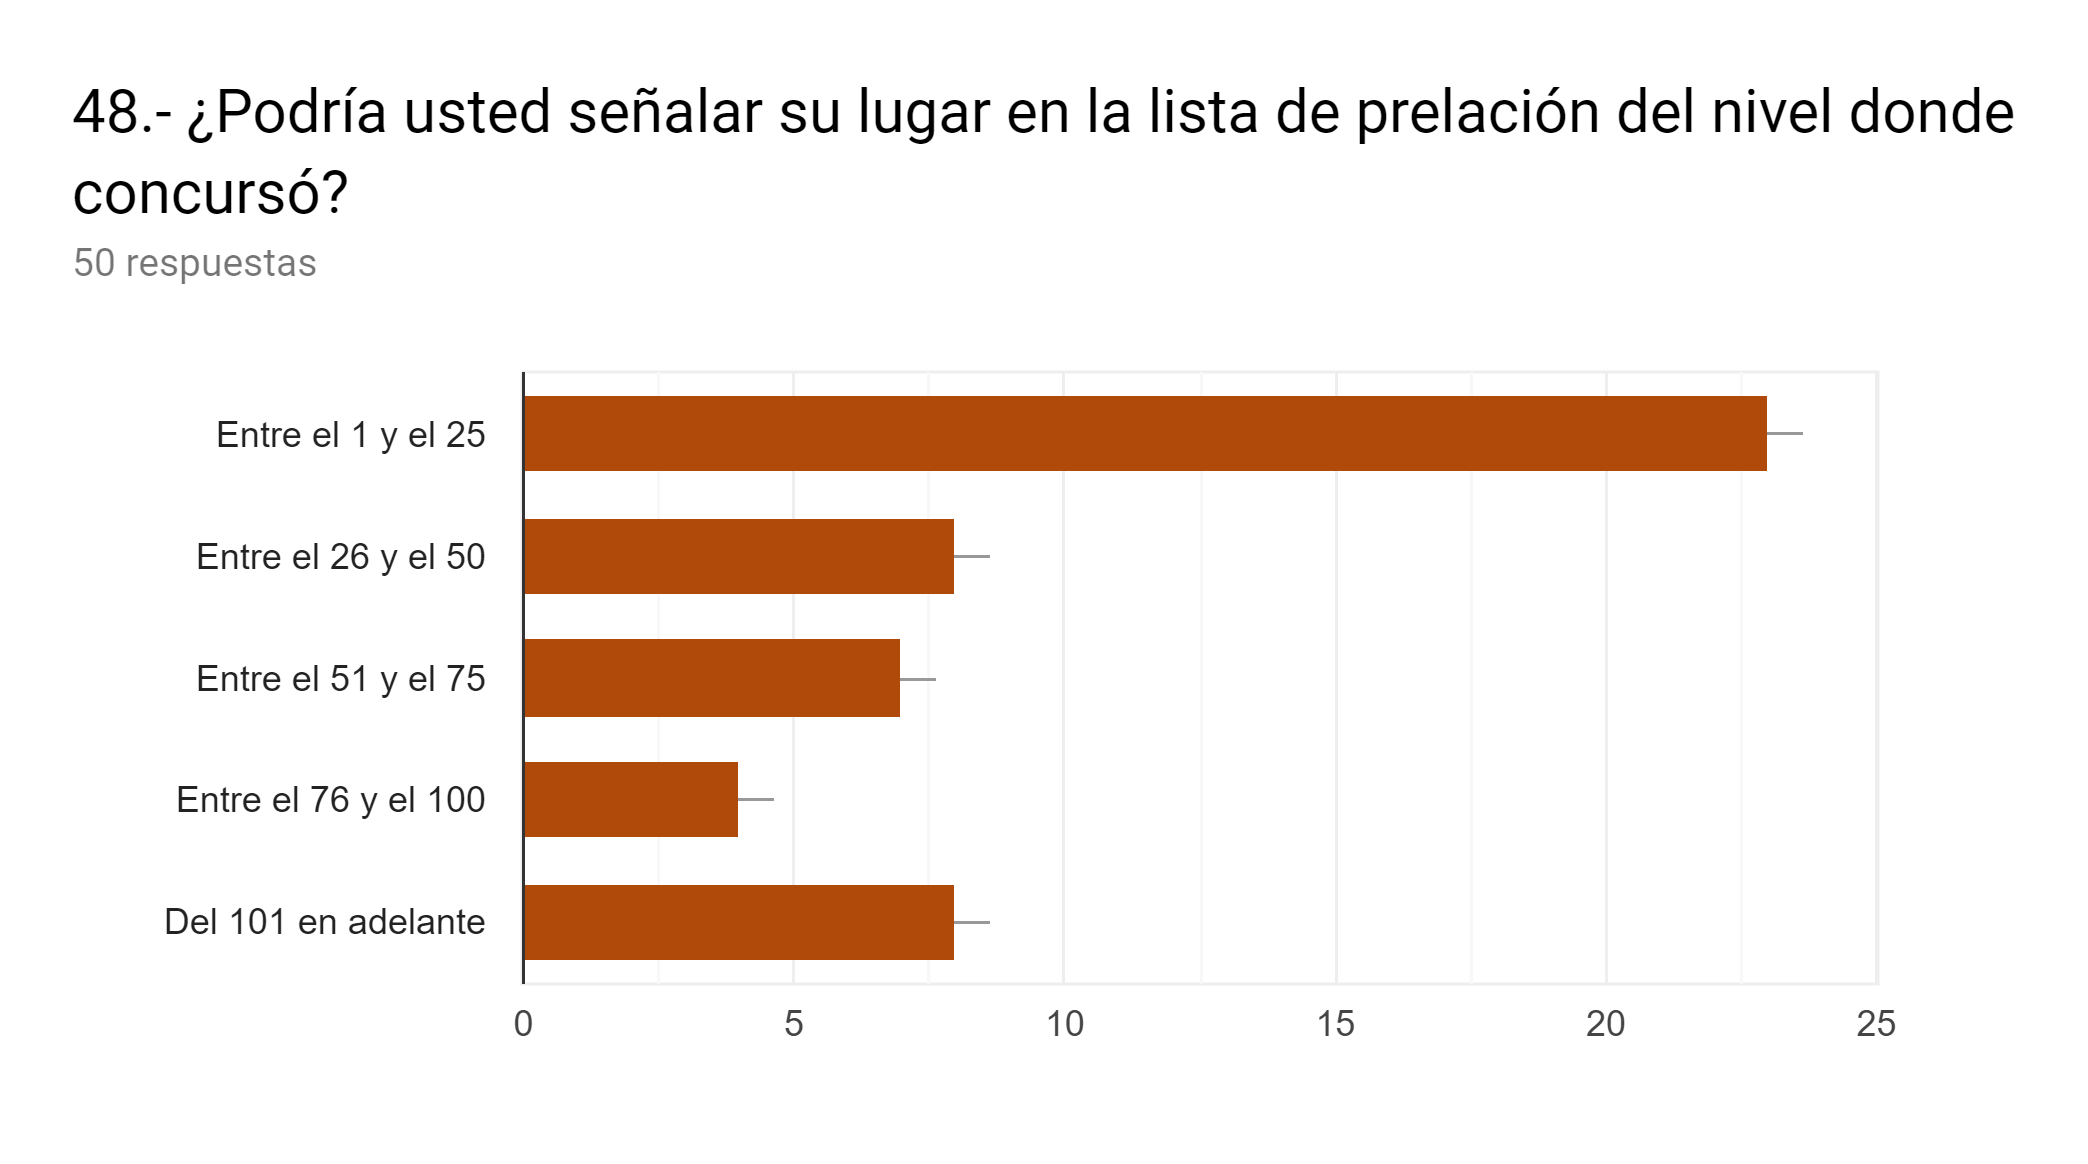 48.- ¿Podría usted señalar su lugar en la lista de prelación del nivel donde
concursó?
50 respuestas
Entre el 1 y el 25
Entre el 26 y el 50
Entre el 51 y el 75
Entre el 76 y el 100
Del 101 en adelante
0 5 10 15 20 25